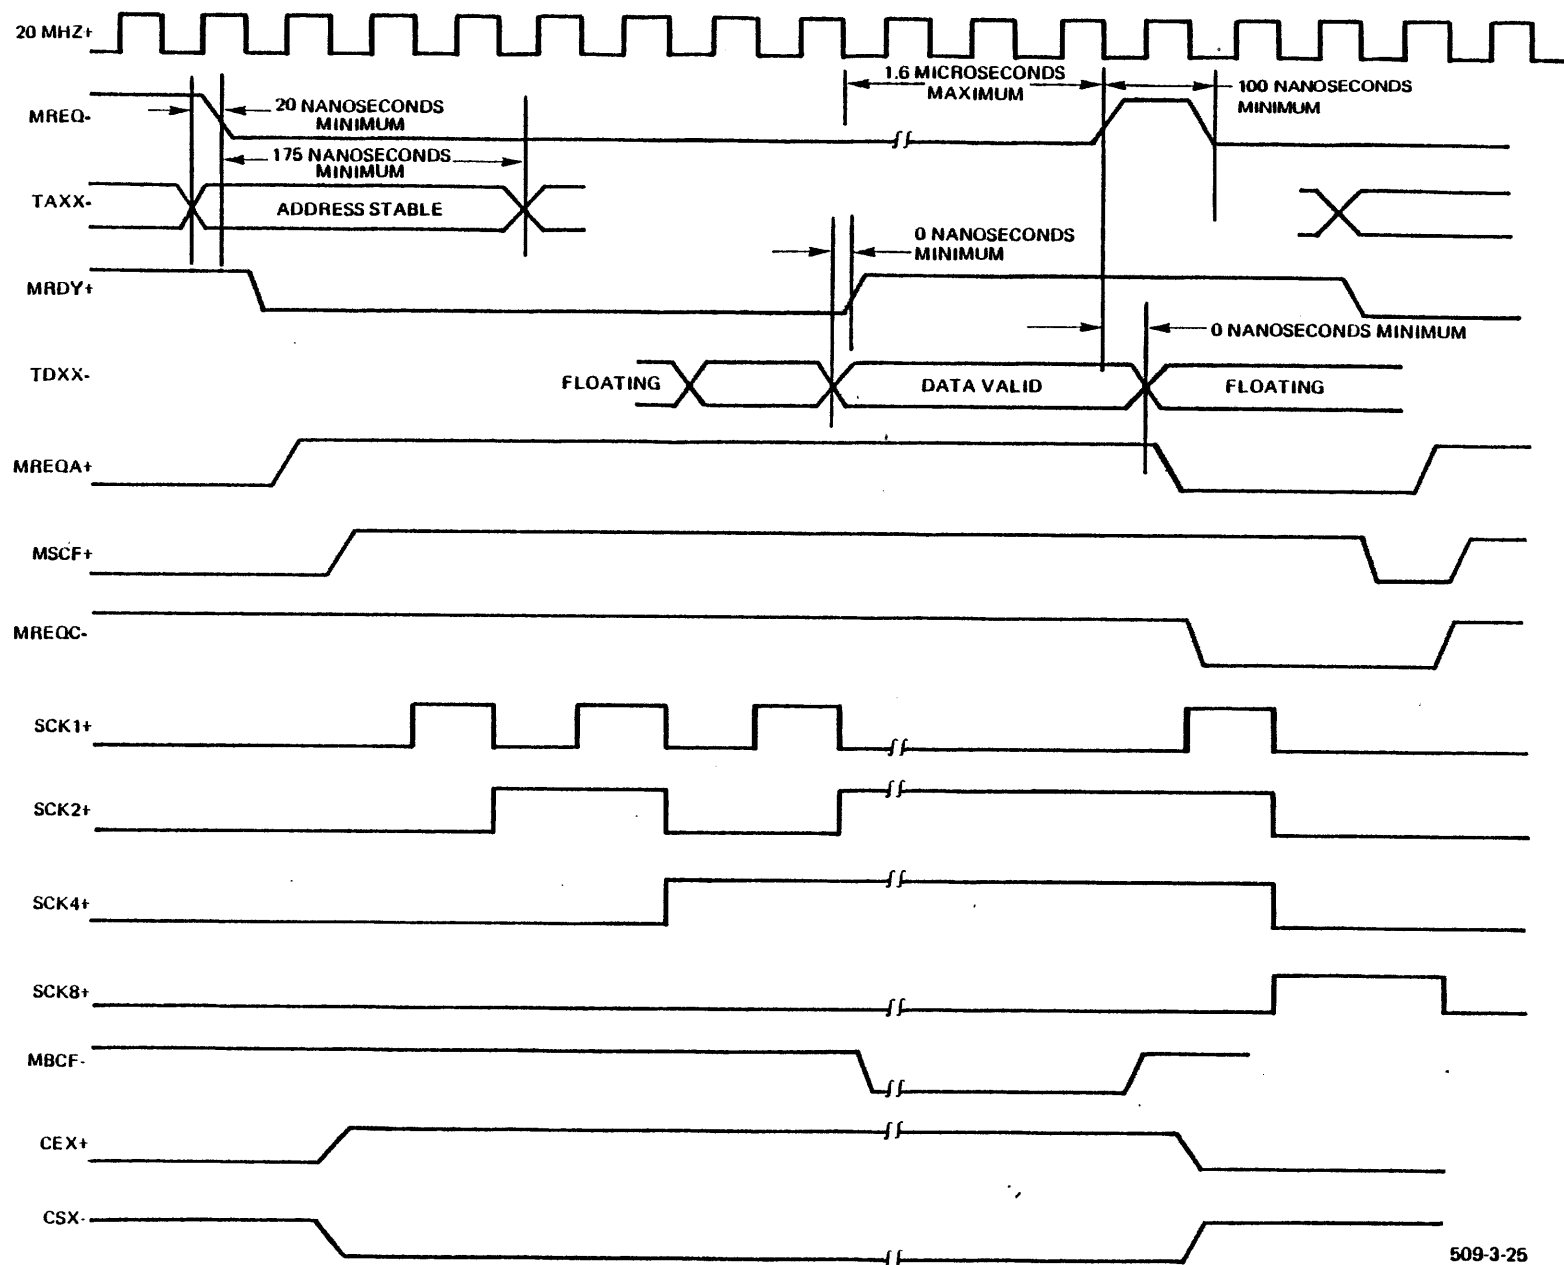 20 MHZ+
1.6 MICROSECONDS
MAXIMUM
100 NANOSECONDS
MINIMUM
MREQ-
20 NANOSECONDS
MINIMUM
175 NANOSECONDS
MINIMUM
TAXX-
ADDRESS STABLE
0 NANOSECONDS
MINIMUM
MRDY+
0 NANOSECONDS MINIMUM
TDXX-
FLOATING
DATA VALID
FLOATING
MREQA+
MSCF+
MREQC-
SCK1+
SCK2+
SCK4+
SCK8+
MBCF-
CEX+
CSX-
509-3-25